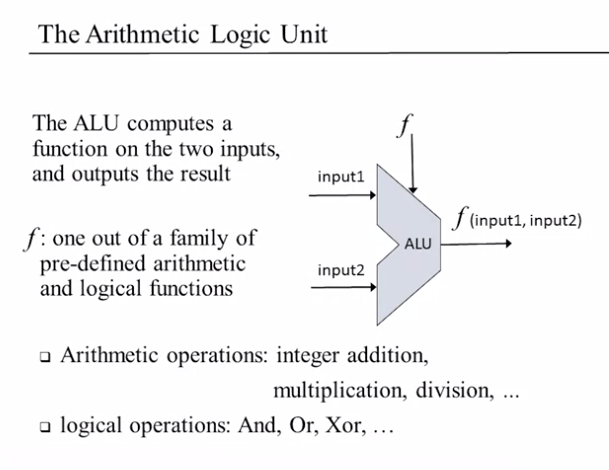 The Arithmetic Logic Unit
The ALU computes a
function on the two inputs,
and outputs the result
f: one out of a family of
pre-defined arithmetic
and logical functions
f
input1
input2
ALU
f (input1, input2)
❑ Arithmetic operations: integer addition,
multiplication, division, ...
❑ logical operations: And, Or, Xor, …